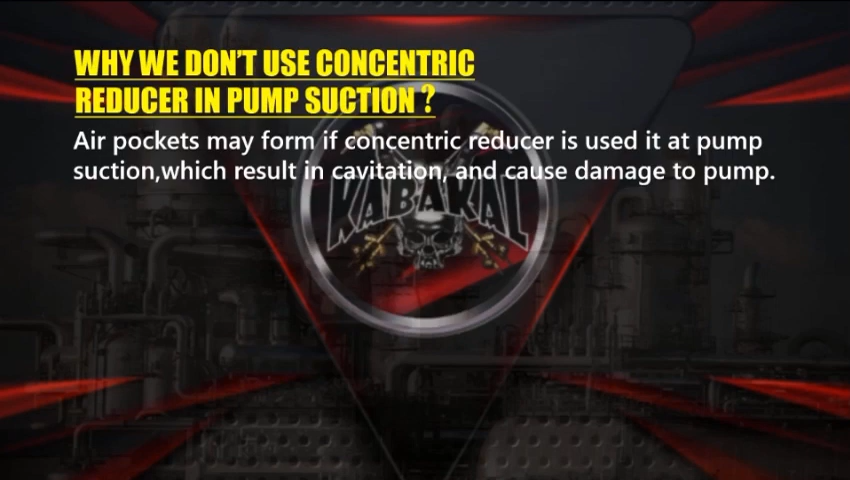 WHY WE DON'T USE CONCENTRIC
REDUCER IN PUMP SUCTION ?
Air pockets may form if concentric reducer is used it at pump
suction,which result in cavitation, and cause damage to pump.
KABAKAL